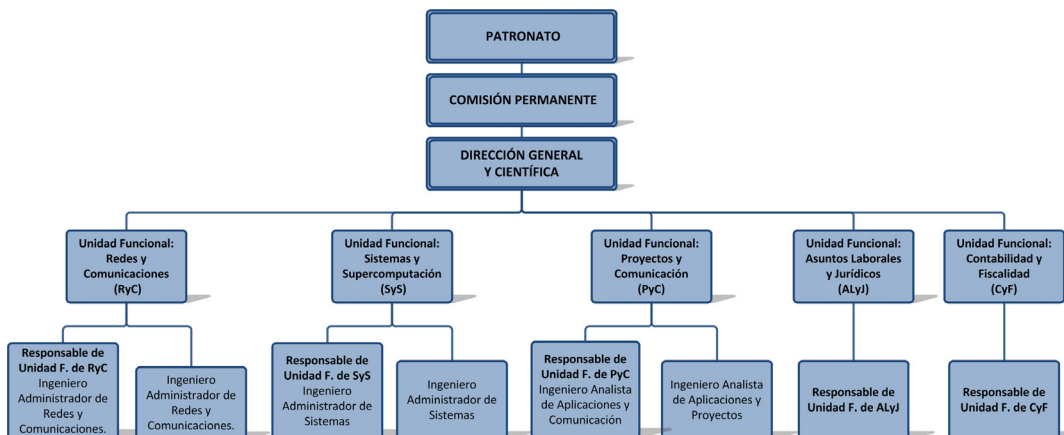 PATRONATO
COMISIÓN PERMANENTE
DIRECCIÓN GENERAL
Y CIENTÍFICA
Unidad Funcional:
Redes y
Comunicaciones
(RyC)
Unidad Funcional:
Sistemas y
Supercomputación
(SyS)
Unidad Funcional:
Proyectos y
Comunicación
(PyC)
Unidad Funcional:
Asuntos Laborales
y Jurídicos
(ALyJ)
Unidad Funcional:
Contabilidad y
Fiscalidad
(CyF)
Responsable de
Unidad F. de RyC
Ingeniero
Administrador de
Redes y
Comunicaciones.
Ingeniero
Administrador de
Redes y
Comunicaciones.
Responsable de
Unidad F. de SyS
Ingeniero
Administrador de
Sistemas
Ingeniero
Administrador de
Sistemas
Responsable de
Unidad F. de PyC
Ingeniero Analista
de Aplicaciones y
Comunicación
Ingeniero Analista
de Aplicaciones y
Proyectos
Responsable de
Unidad F. de ALyJ
Responsable de
Unidad F. de CyF